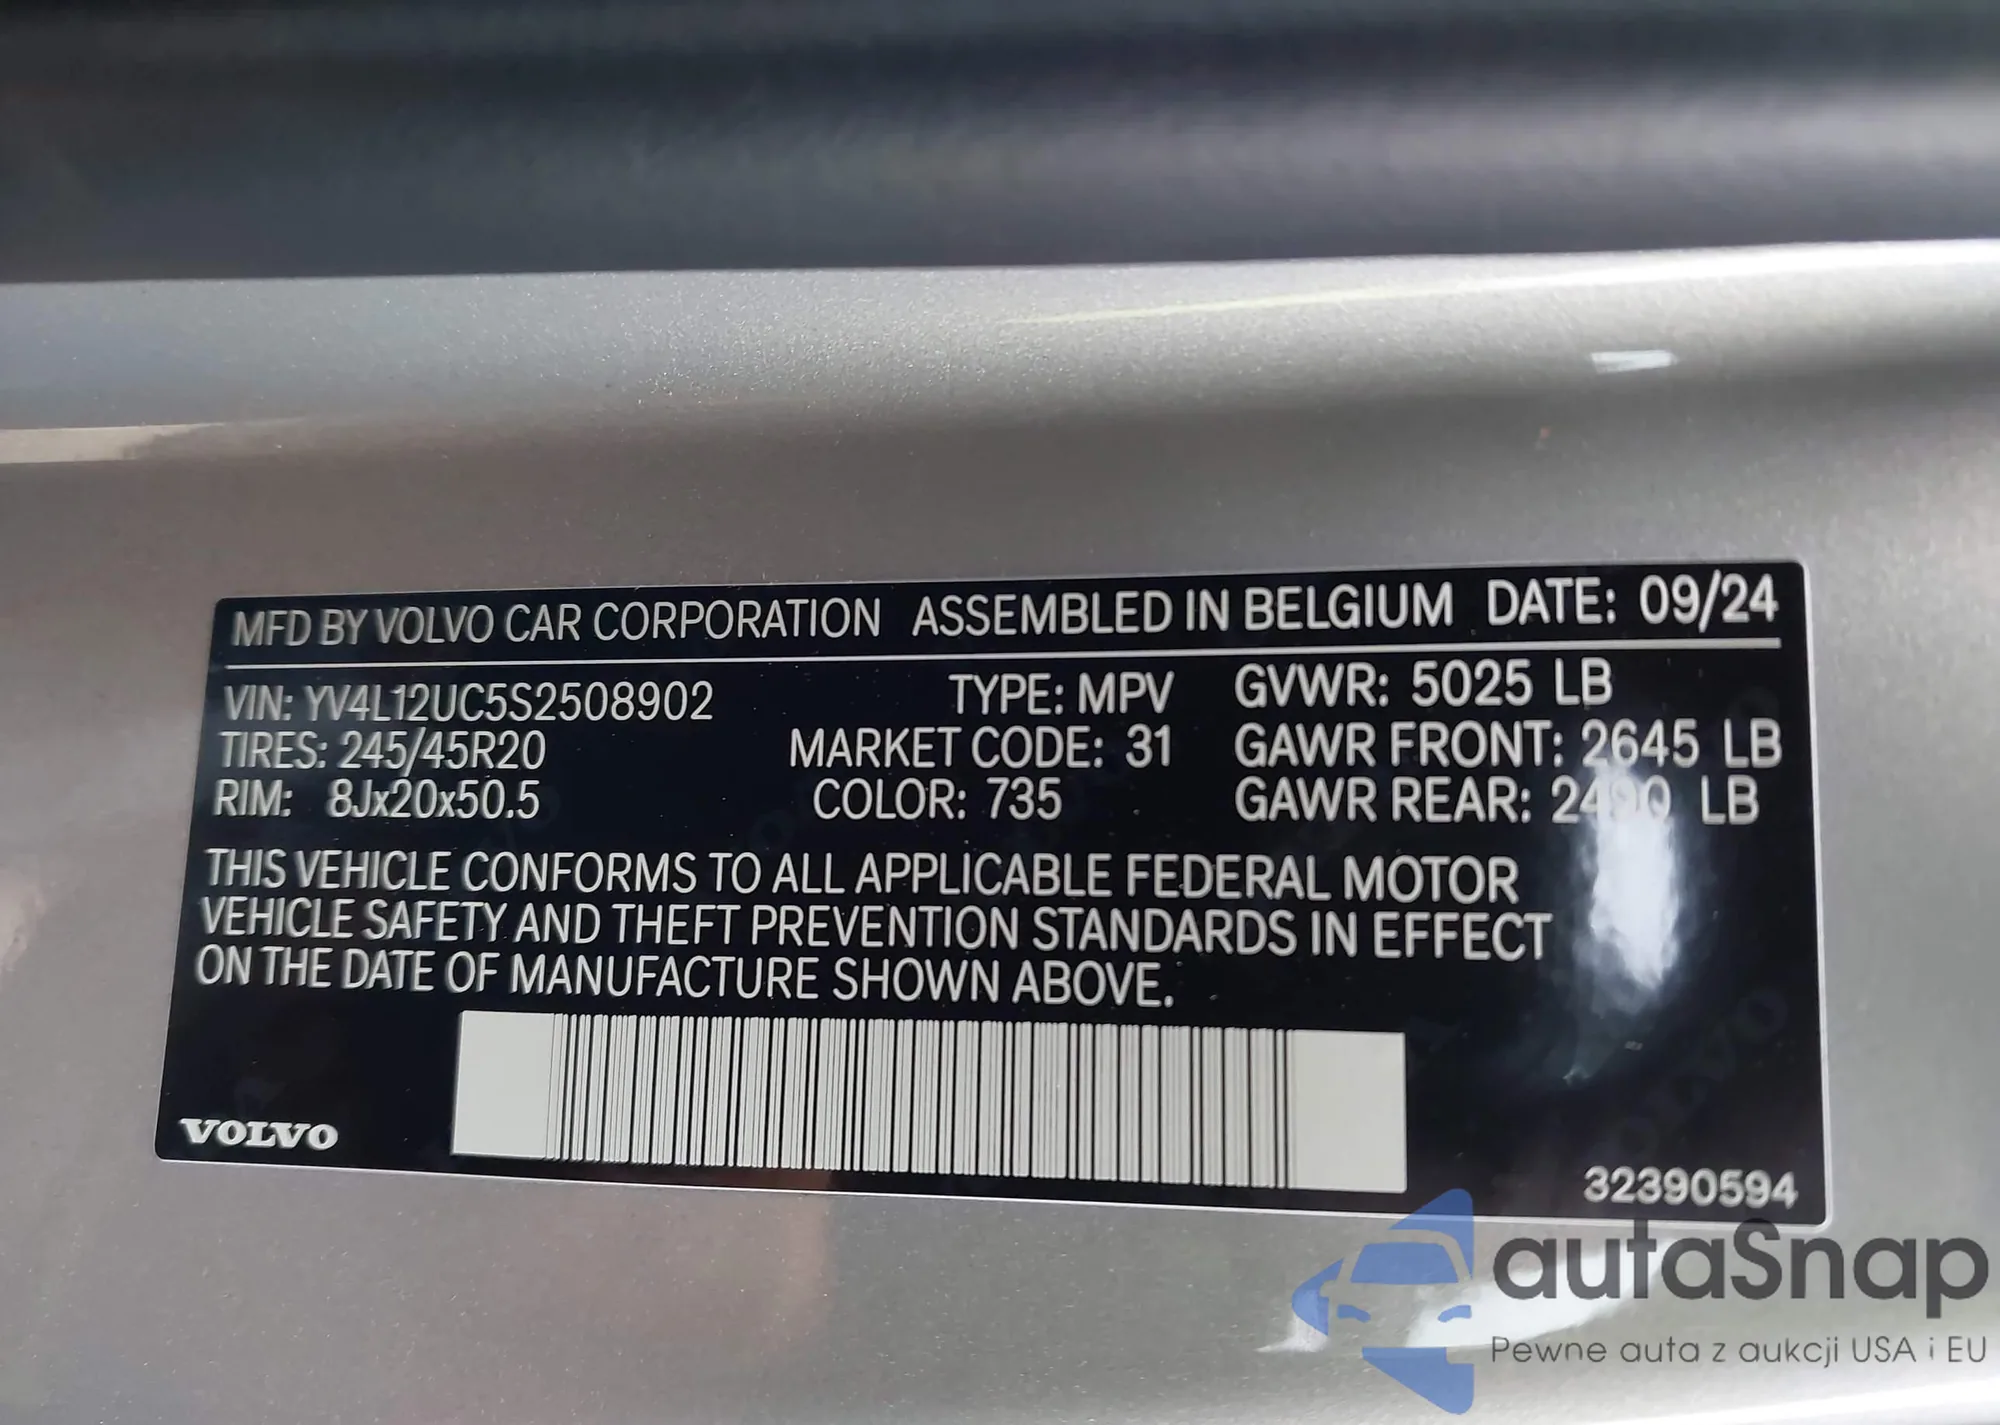 MFD BY VOLVO CAR CORPORATION ASSEMBLED IN BELGIUM DATE: 09/24
VIN: YV4L12UC5S2508902 TYPE: MPV GVWR: 5025 LB
TIRES: 245/45R20 MARKET CODE: 31 GAWR FRONT: 2645 LB
RIM: 8Jx20x50.5 COLOR: 735 GAWR REAR: 2490 LB
THIS VEHICLE CONFORMS TO ALL APPLICABLE FEDERAL MOTOR
VEHICLE SAFETY AND THEFT PREVENTION STANDARDS IN EFFECT
ON THE DATE OF MANUFACTURE SHOWN ABOVE.
VOLVO
32390594
autaSnap
Pewne auta z aukcji USA i EU